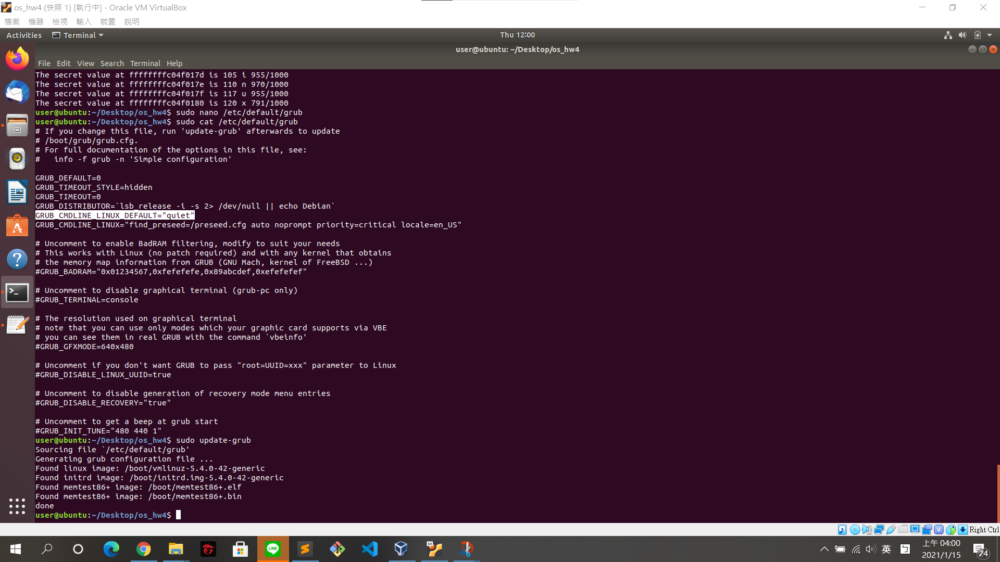 os_hw4 (快照 1) [執行中] - Oracle VM VirtualBox
檔案 機器 檢視 輸入 裝置 說明
Activities Terminal Thu 12:00
user@ubuntu: ~/Desktop/os_hw4
File Edit View Search Terminal Help
The secret value at ffffffffc04f017d is 105 i 955/1000
The secret value at ffffffffc04f017e is 110 n 970/1000
The secret value at ffffffffc04f017f is 117 u 955/1000
The secret value at ffffffffc04f0180 is 120 x 791/1000
user@ubuntu:~/Desktop/os_hw4$ sudo nano /etc/default/grub
user@ubuntu:~/Desktop/os_hw4$ sudo cat /etc/default/grub
# If you change this file, run 'update-grub' afterwards to update
# /boot/grub/grub.cfg.
# For full documentation of the options in this file, see:
#   info -f grub -n 'Simple configuration'
GRUB_DEFAULT=0
GRUB_TIMEOUT_STYLE=hidden
GRUB_TIMEOUT=0
GRUB_DISTRIBUTOR=`lsb_release -i -s 2> /dev/null || echo Debian`
GRUB_CMDLINE_LINUX_DEFAULT="quiet"
GRUB_CMDLINE_LINUX="find_preseed=/preseed.cfg auto noprompt priority=critical locale=en_US"
# Uncomment to enable BadRAM filtering, modify to suit your needs
# This works with Linux (no patch required) and with any kernel that obtains
# the memory map information from GRUB (GNU Mach, kernel of FreeBSD ...)
#GRUB_BADRAM="0x01234567,0xfefefefe,0x89abcdef,0xefefefef"
# Uncomment to disable graphical terminal (grub-pc only)
#GRUB_TERMINAL=console
# The resolution used on graphical terminal
# note that you can use only modes which your graphic card supports via VBE
# you can see them in real GRUB with the command `vbeinfo'
#GRUB_GFXMODE=640x480
# Uncomment if you don't want GRUB to pass "root=UUID=xxx" parameter to Linux
#GRUB_DISABLE_LINUX_UUID=true
# Uncomment to disable generation of recovery mode menu entries
#GRUB_DISABLE_RECOVERY="true"
# Uncomment to get a beep at grub start
#GRUB_INIT_TUNE="480 440 1"
user@ubuntu:~/Desktop/os_hw4$ sudo update-grub
Sourcing file `/etc/default/grub'
Generating grub configuration file ...
Found linux image: /boot/vmlinuz-5.4.0-42-generic
Found initrd image: /boot/initrd.img-5.4.0-42-generic
Found memtest86+ image: /boot/memtest86+.elf
Found memtest86+ image: /boot/memtest86+.bin
done
user@ubuntu:~/Desktop/os_hw4$
Right Ctrl
LINE
64
英
上午 04:00
2021/1/15
24